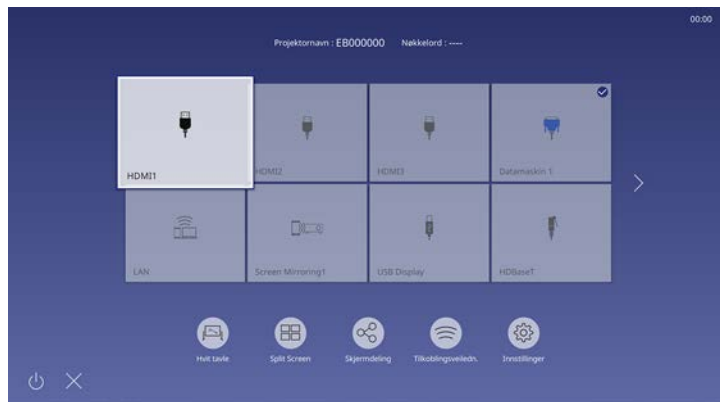 00:00
Projektornavn : EB000000 Nøkkelord : ----
HDMI1 HDMI2 HDMI3 Datamaskin 1
LAN Screen Mirroring1 USB Display HDBaseT
Hvit tavle Split Screen Skjermdeling Tilkoblingsveiledn. Innstillinger